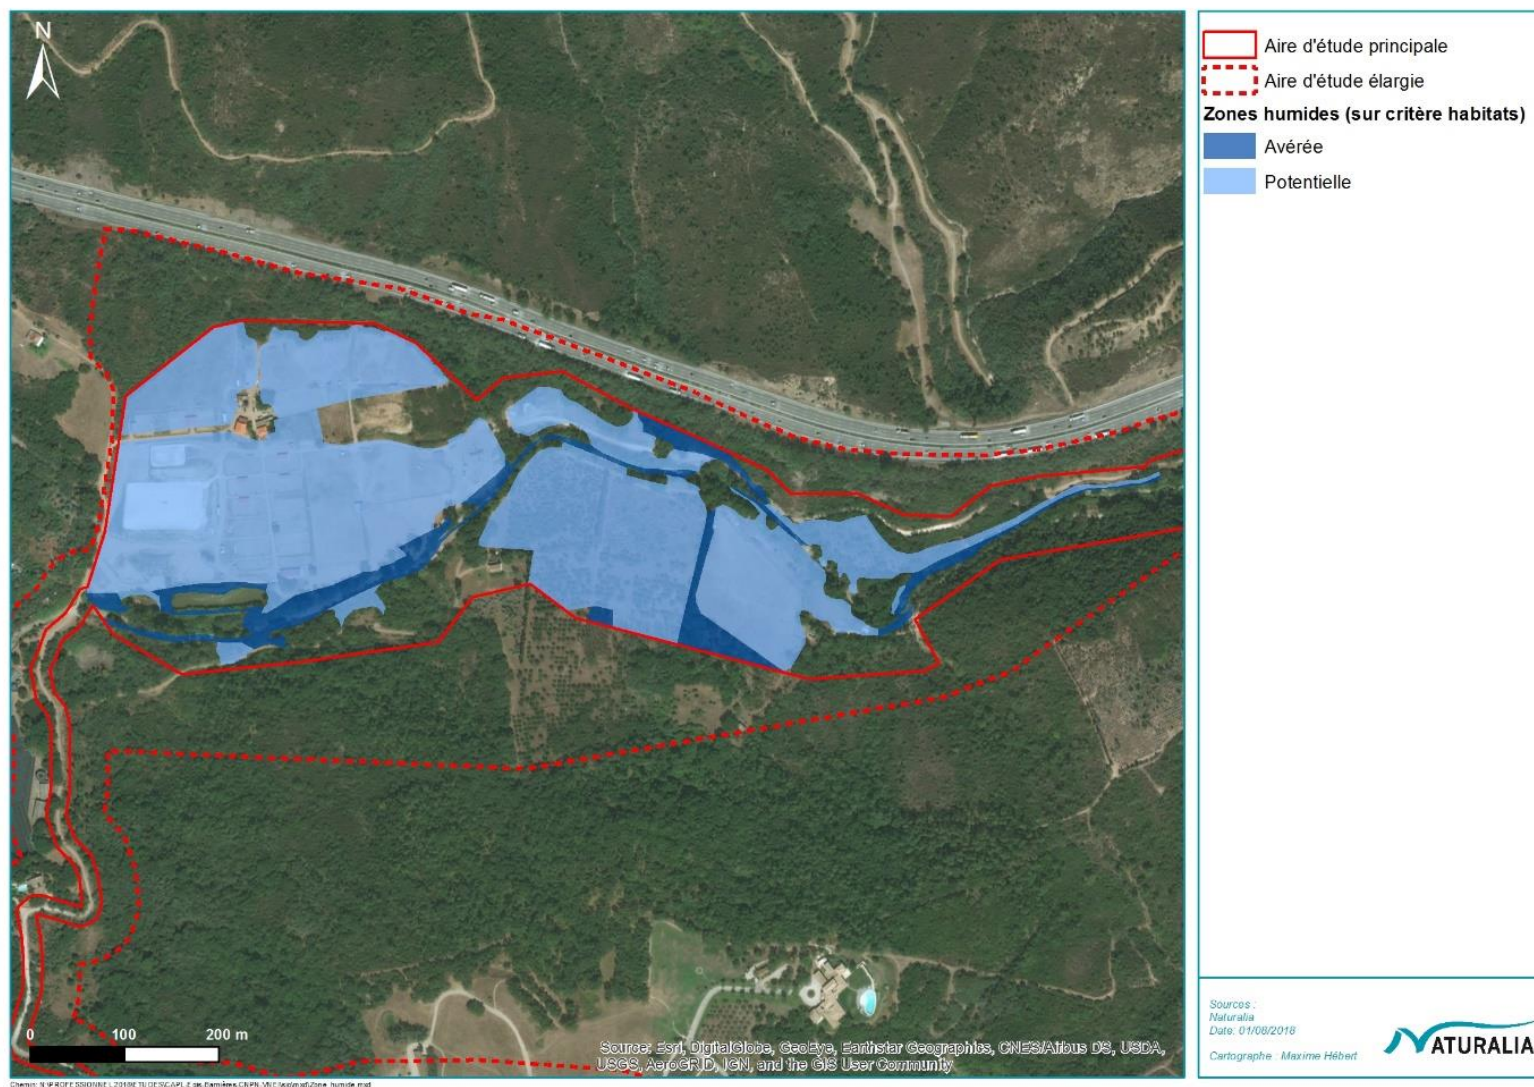 N
Aire d'étude principale
Aire d'étude élargie
Zones humides (sur critère habitats)
Avérée
Potentielle
0 100 200 m
Source: Esri, DigitalGlobe, GeoEye, Earthstar Geographics, CNES/Airbus DS, USDA,
USGS, AeroGRID, IGN, and the GIS User Community
Sources :
Naturalia
Date: 01/08/2018
Cartographe : Maxime Hébert
NATURALIA